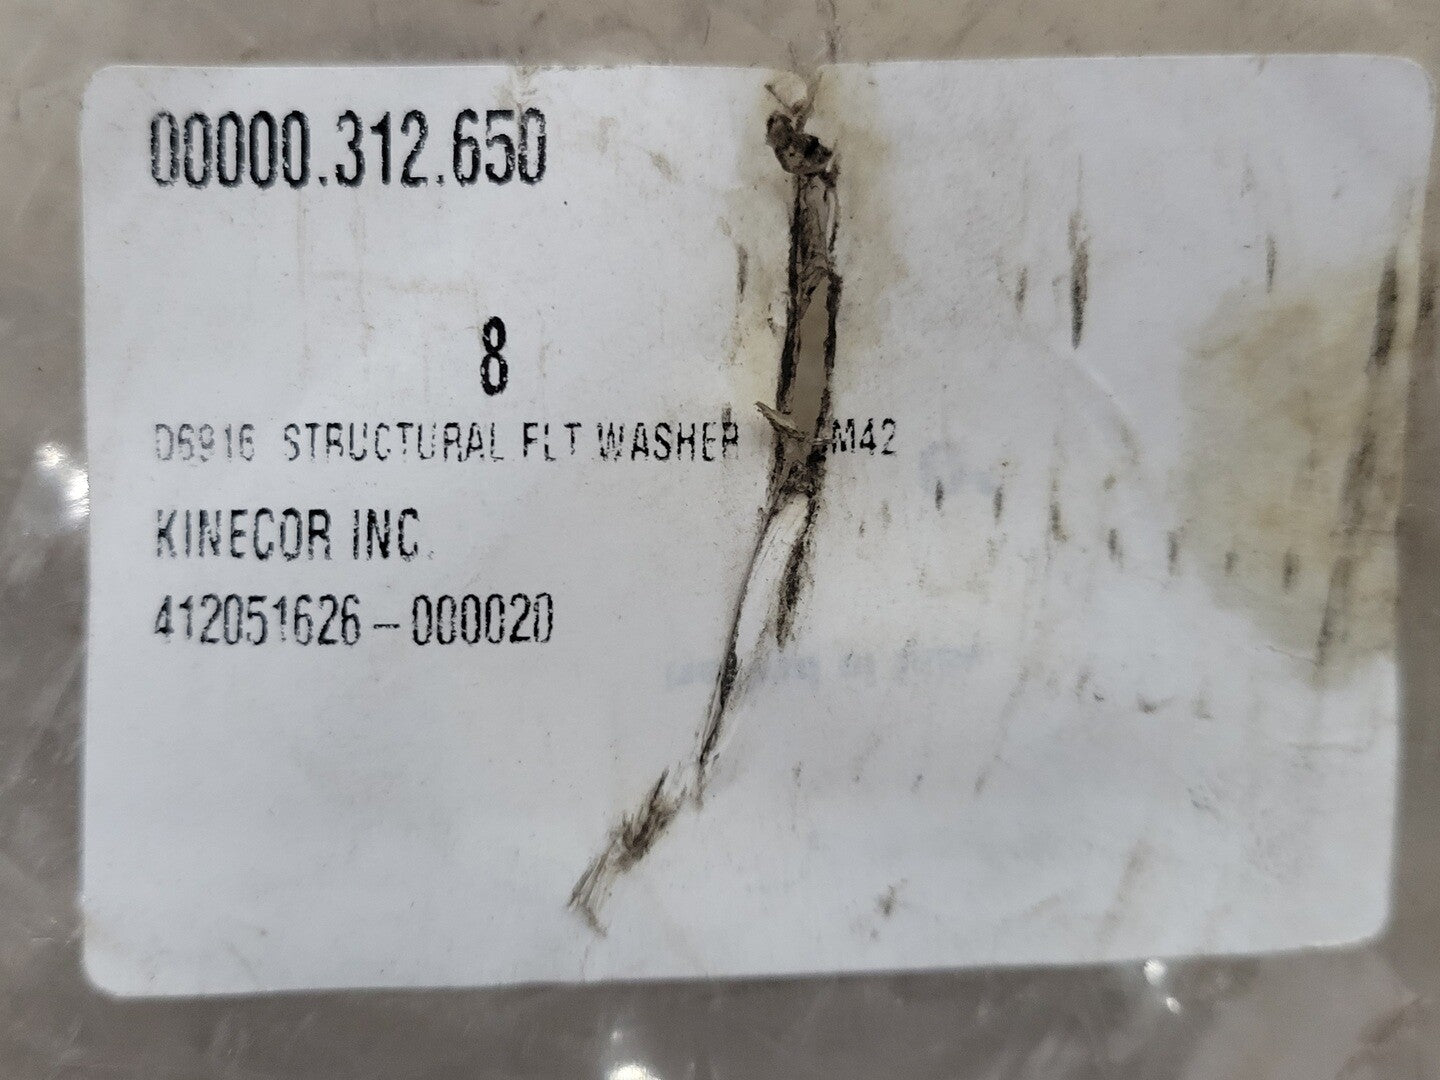 00000.312.650
8
D6916 STRUCTURAL FLT WASHER M42
KINECOR INC.
412051626-000020